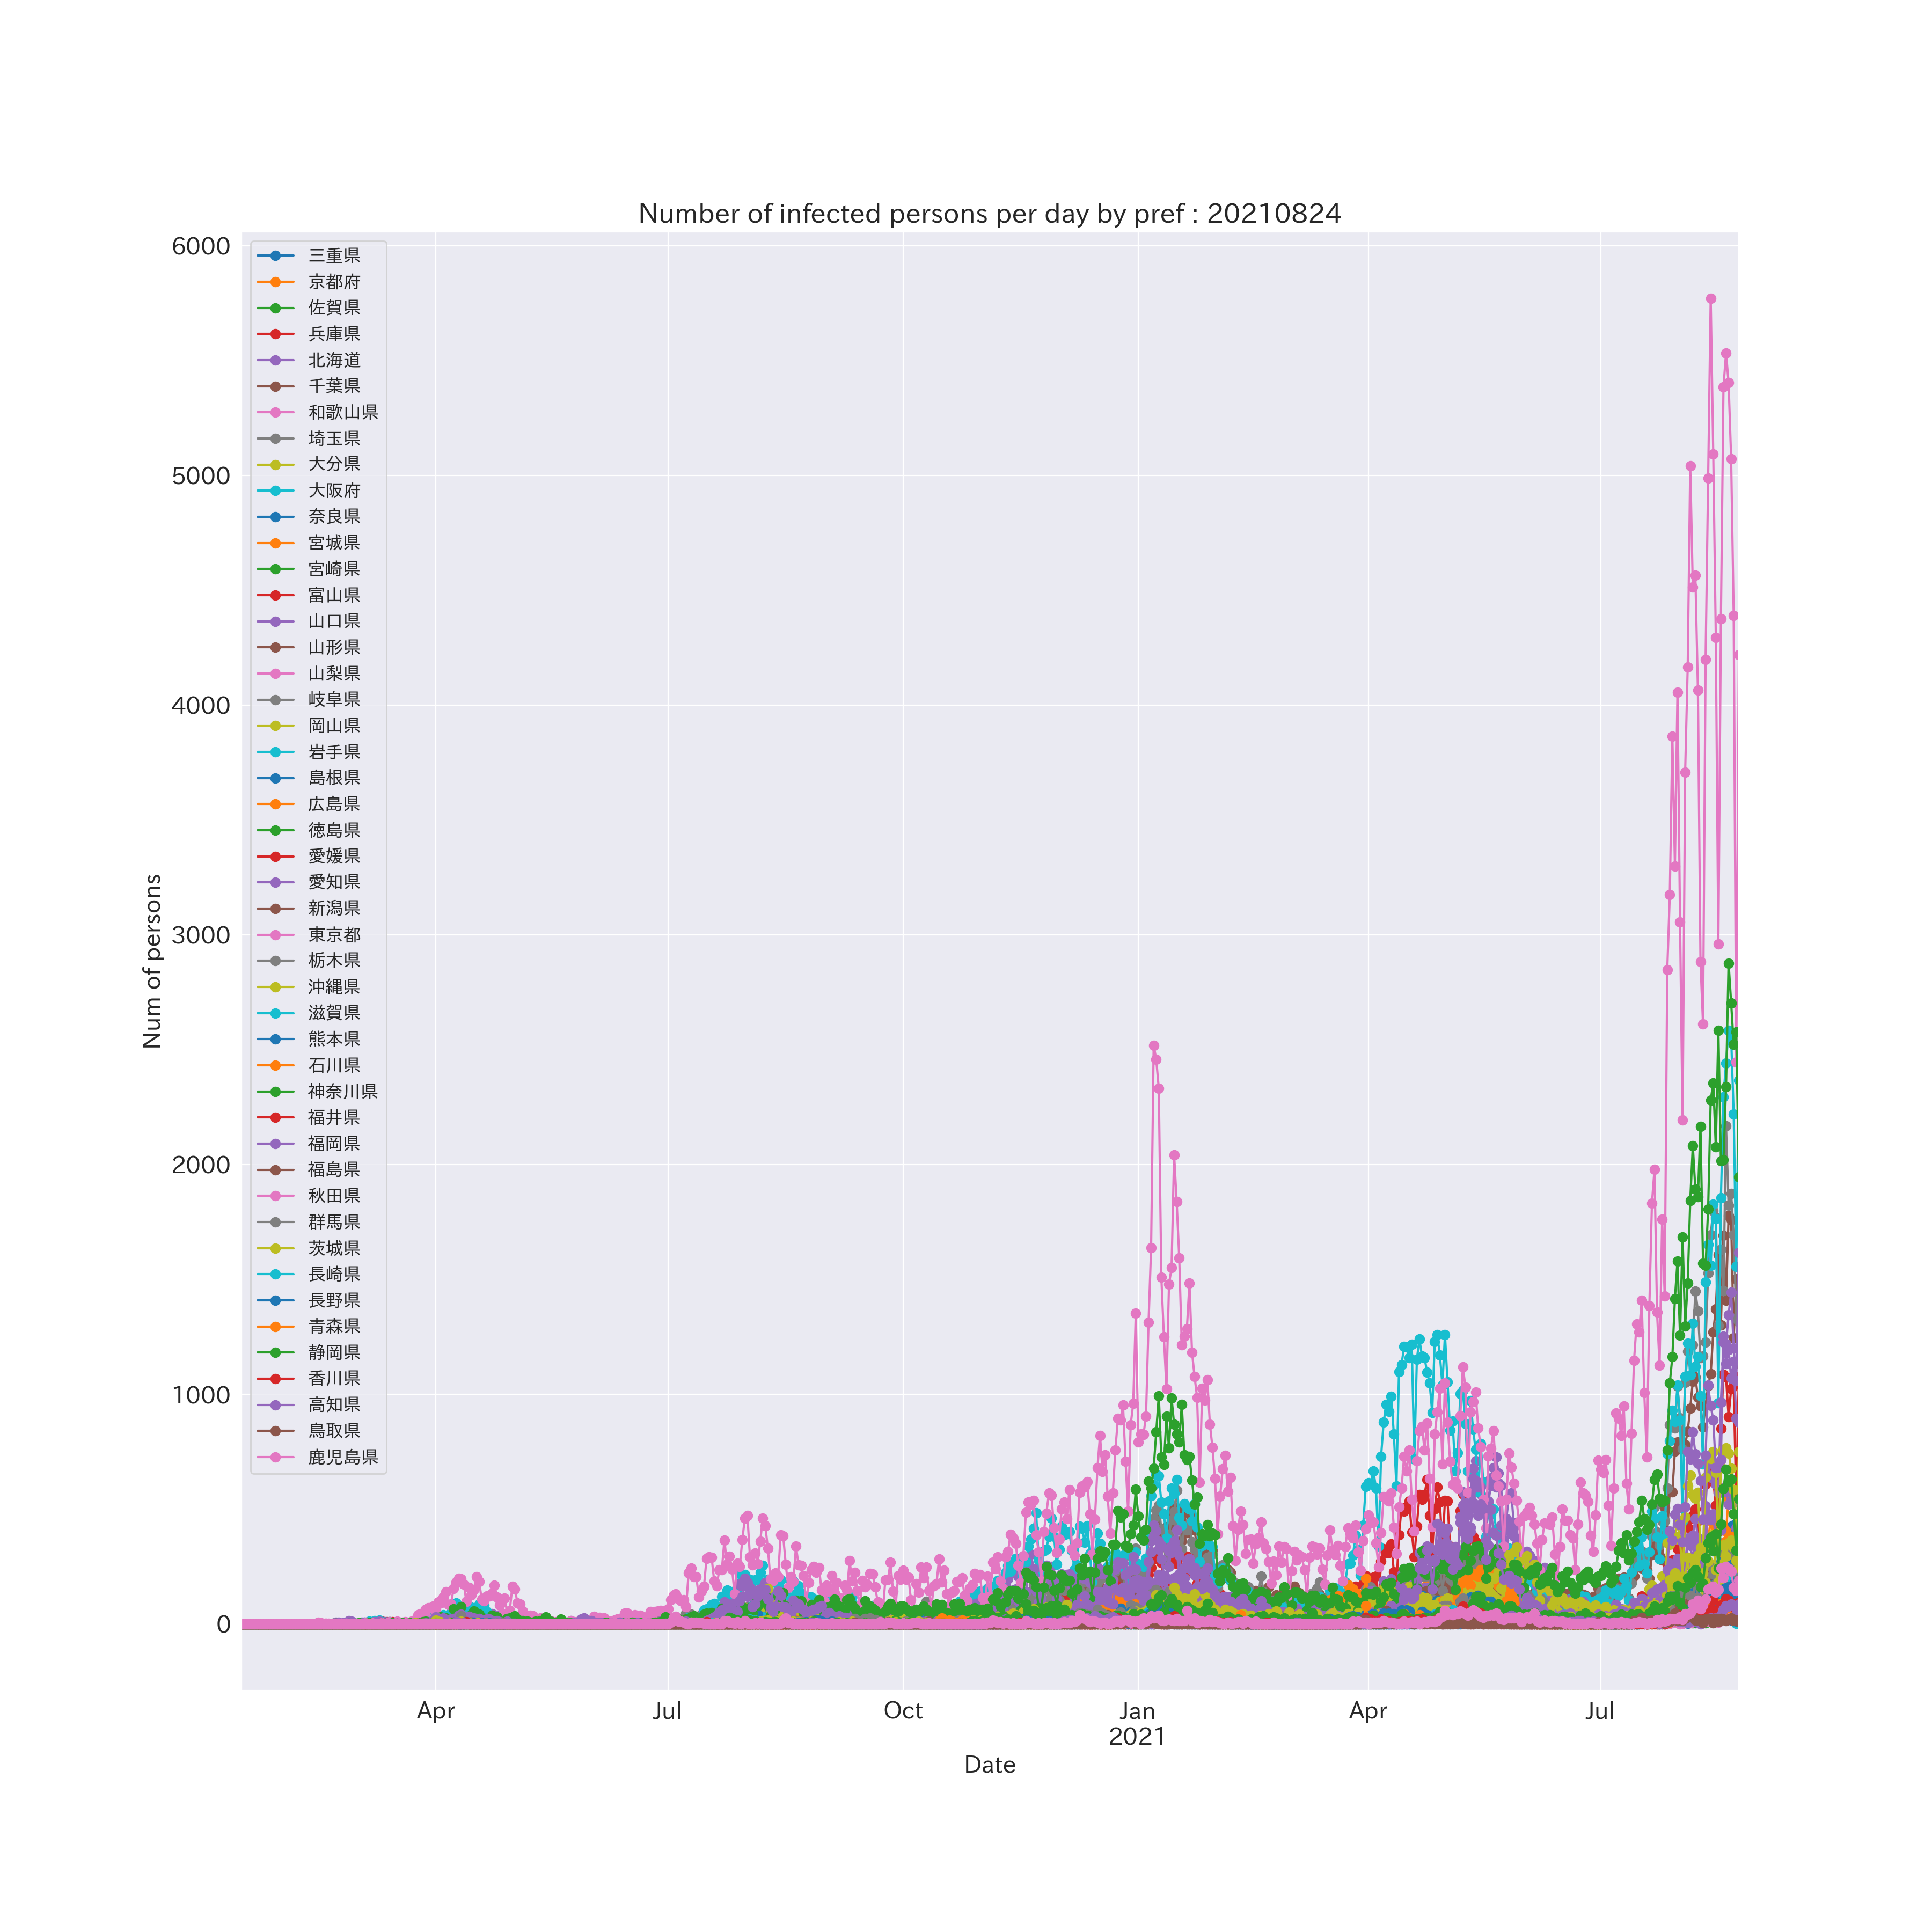 Number of infected persons per day by pref : 20210824
6000
5000
4000
3000
2000
1000
0
Num of persons
三重県
京都府
佐賀県
兵庫県
北海道
千葉県
和歌山県
埼玉県
大分県
大阪府
奈良県
宮城県
宮崎県
富山県
山口県
山形県
山梨県
岐阜県
岡山県
岩手県
島根県
広島県
徳島県
愛媛県
愛知県
新潟県
東京都
栃木県
沖縄県
滋賀県
熊本県
石川県
神奈川県
福井県
福岡県
福島県
秋田県
群馬県
茨城県
長崎県
長野県
青森県
静岡県
香川県
高知県
鳥取県
鹿児島県
Apr
Jul
Oct
Jan
2021
Apr
Jul
Date